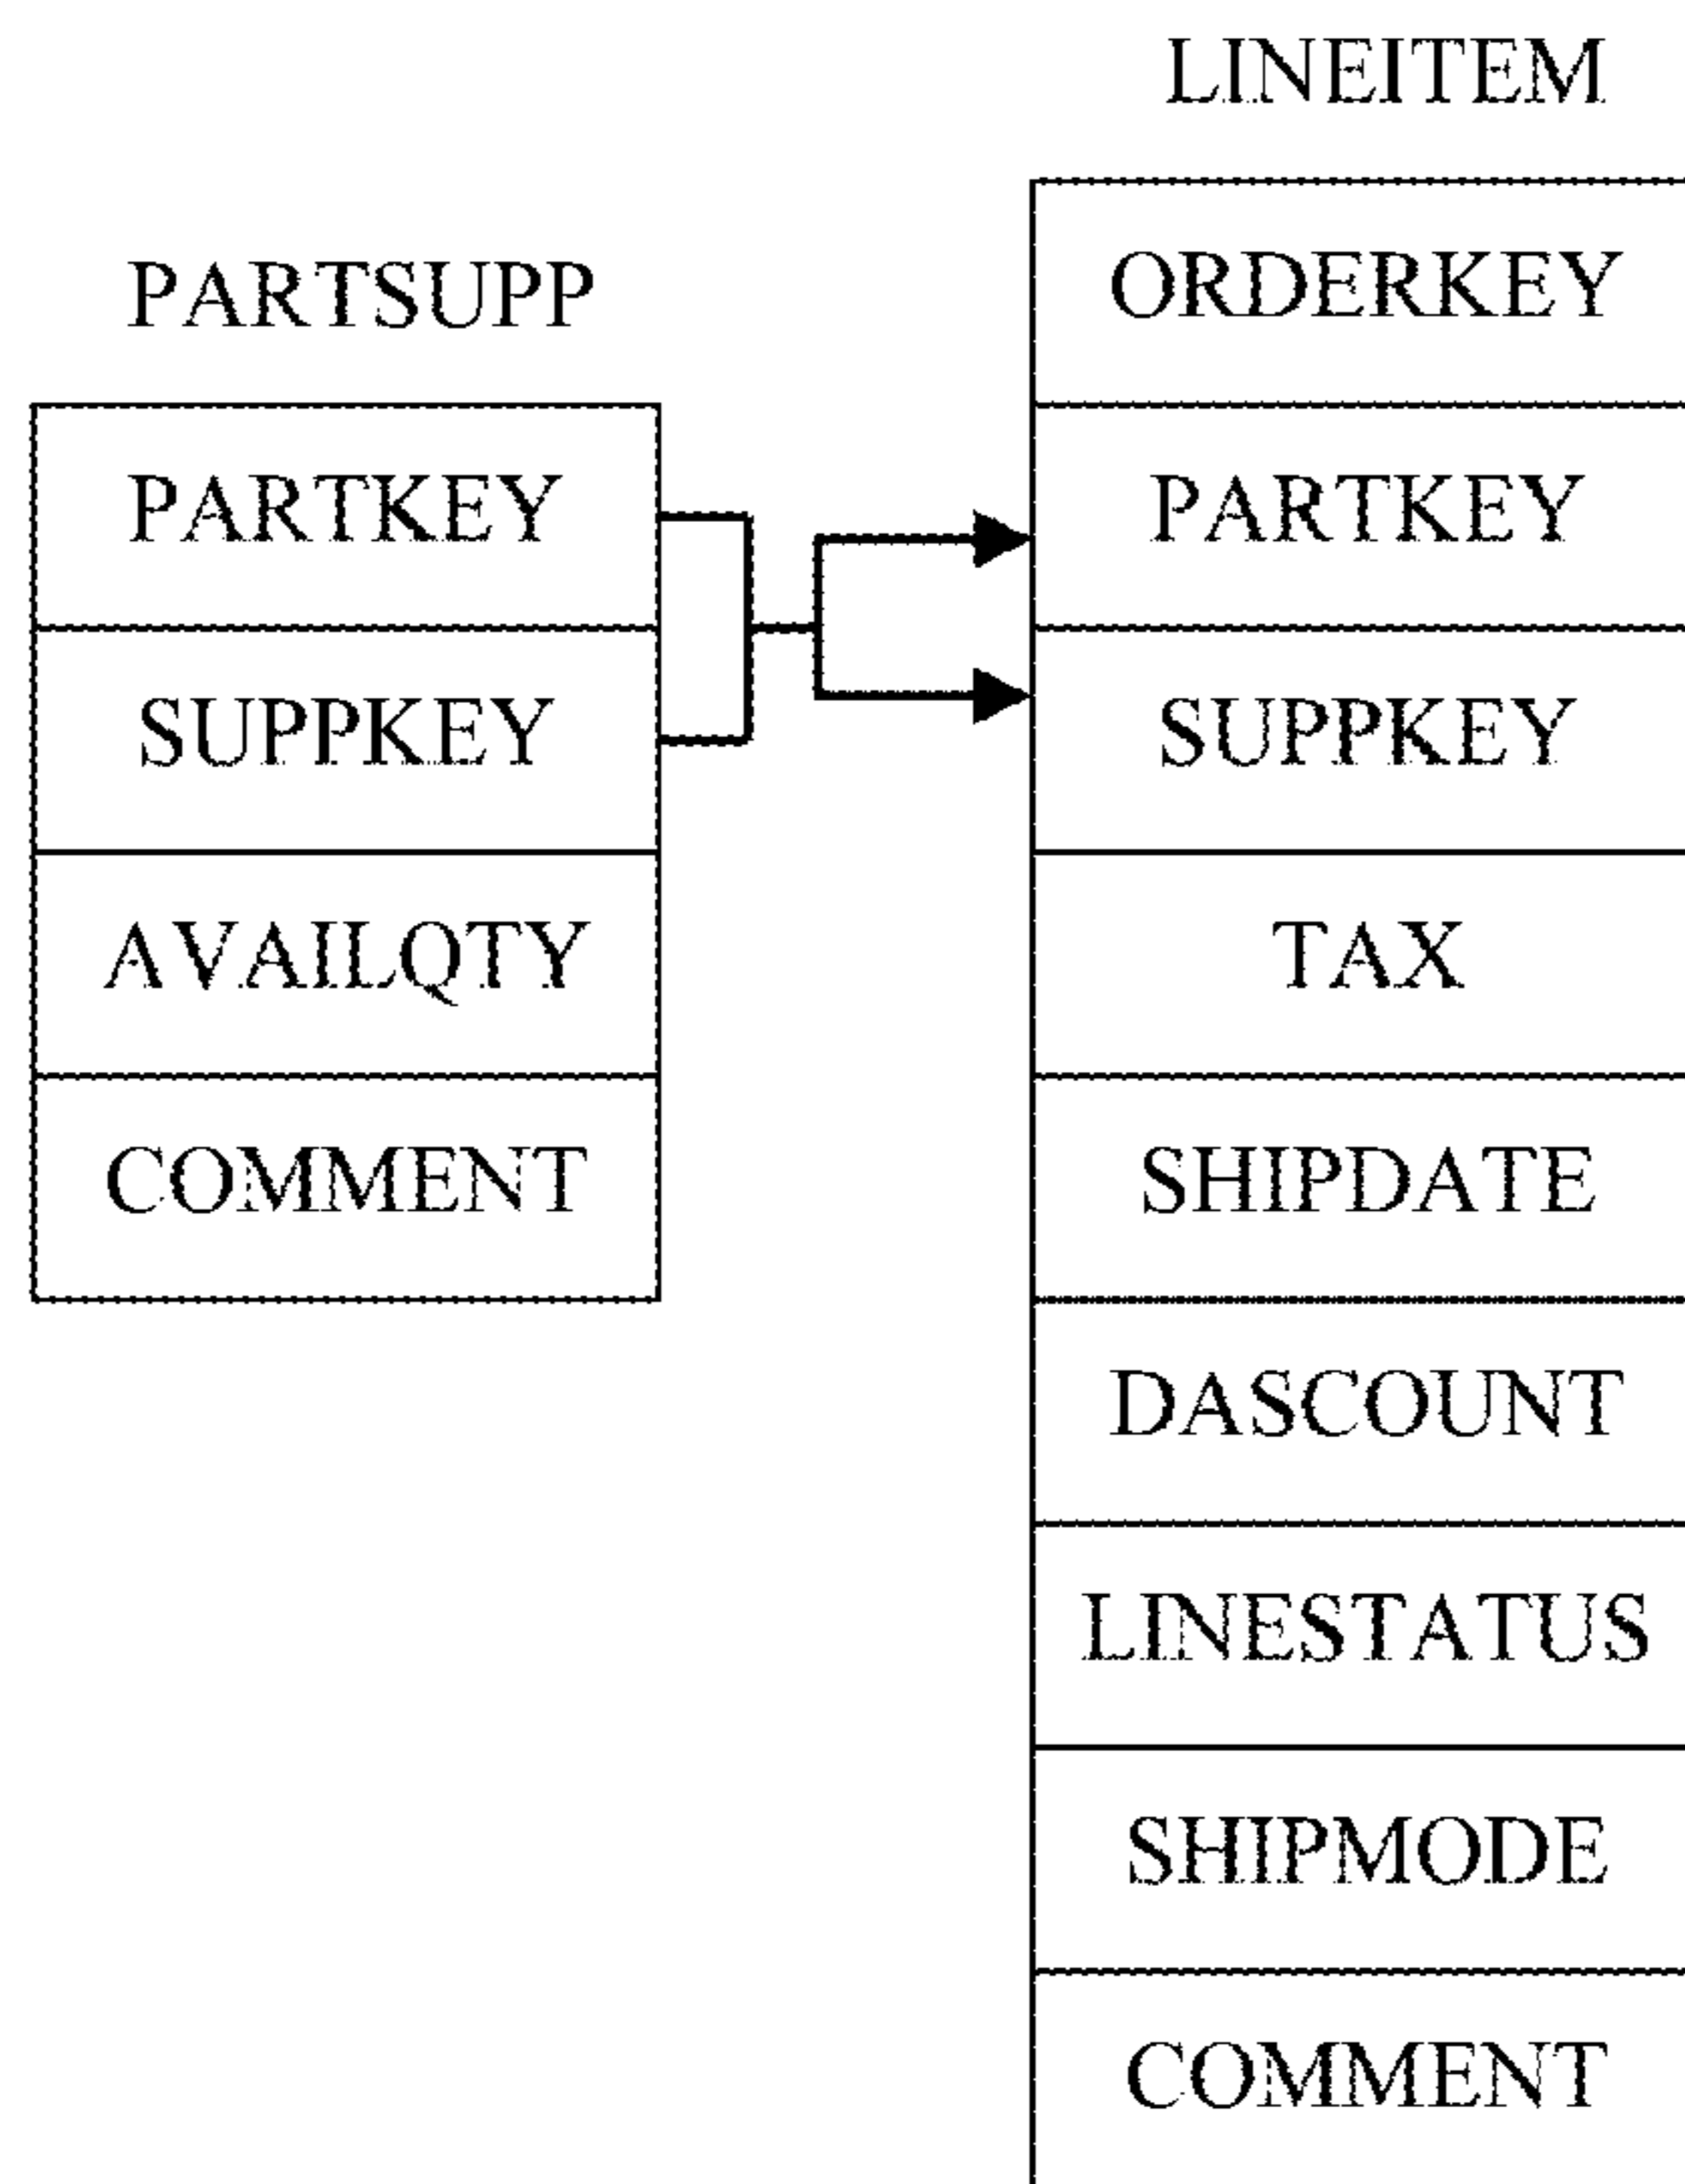 PARTSUPP
PARTKEY
SUPPKEY
AVAILQTY
COMMENT
LINEITEM
ORDERKEY
PARTKEY
SUPPKEY
TAX
SHIPDATE
DASCOUNT
LINESTATUS
SHIPMODE
COMMENT